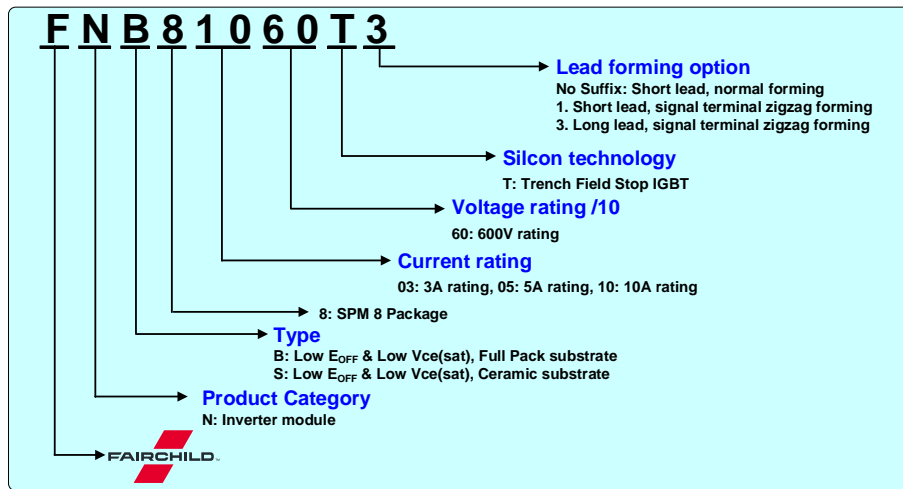 FNB81060T3
Lead forming option
No Suffix: Short lead, normal forming
1. Short lead, signal terminal zigzag forming
3. Long lead, signal terminal zigzag forming
Silcon technology
T: Trench Field Stop IGBT
Voltage rating /10
60: 600V rating
Current rating
03: 3A rating, 05: 5A rating, 10: 10A rating
8: SPM 8 Package
Type
B: Low EOFF & Low Vce(sat), Full Pack substrate
S: Low EOFF & Low Vce(sat), Ceramic substrate
Product Category
N: Inverter module
FAIRCHILD